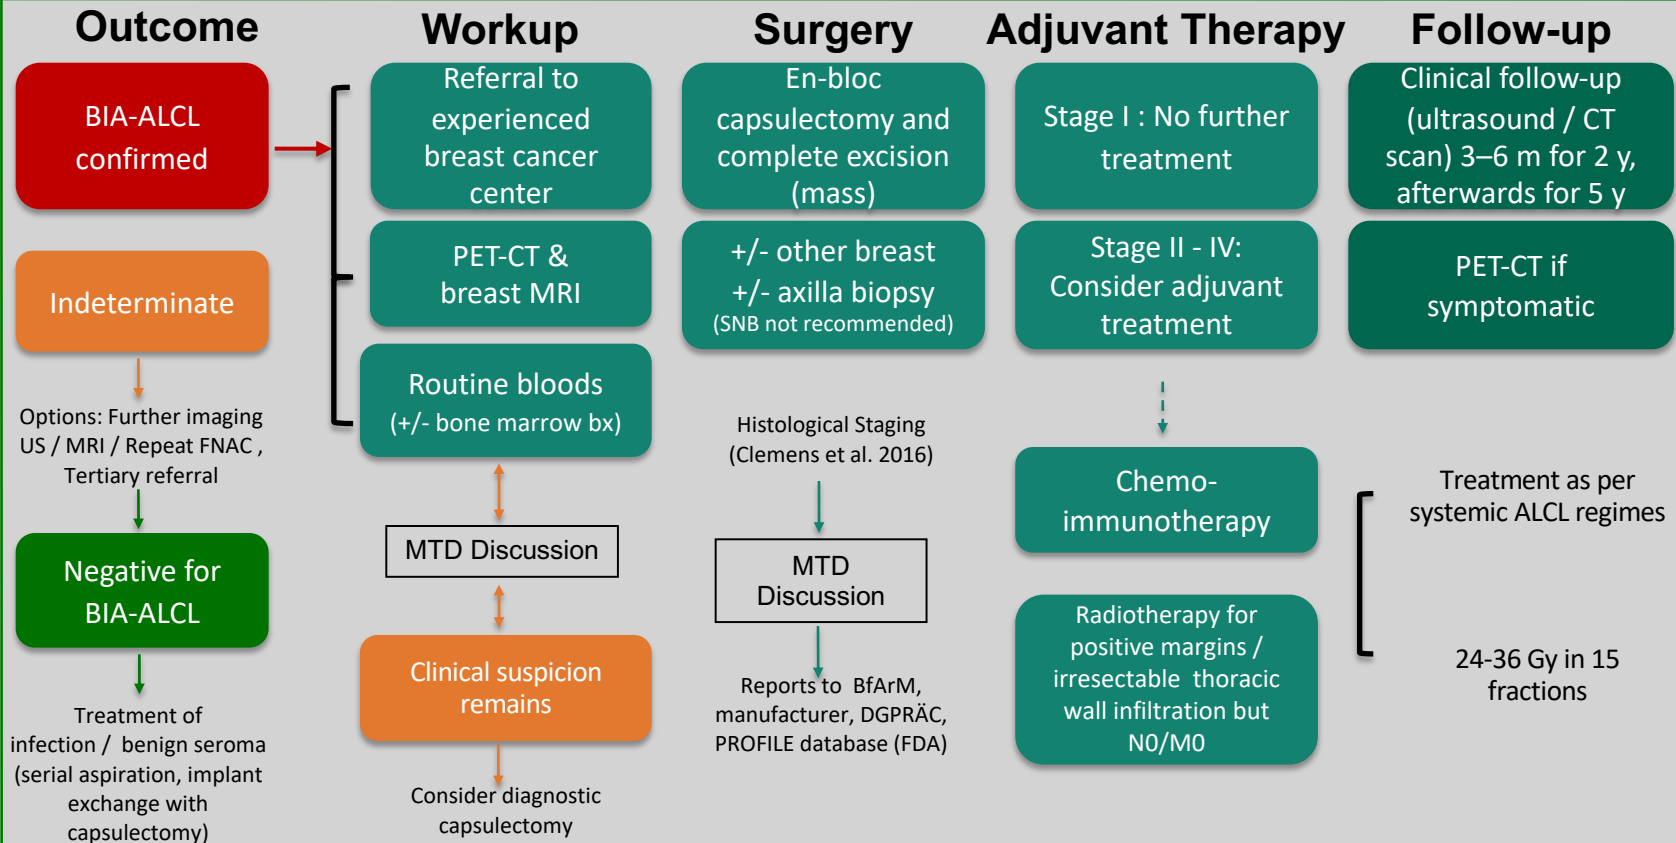 Outcome
BIA-ALCL
confirmed
Indeterminate
Options: Further imaging
US / MRI / Repeat FNAC ,
Tertiary referral
Negative for
BIA-ALCL
Treatment of
infection / benign seroma
(serial aspiration, implant
exchange with
capsulectomy)
Workup
Referral to
experienced
breast cancer
center
PET-CT &
breast MRI
Routine bloods
(+/- bone marrow bx)
MTD Discussion
Clinical suspicion
remains
Consider diagnostic
capsulectomy
Surgery
En-bloc
capsulectomy and
complete excision
(mass)
+/- other breast
+/- axilla biopsy
(SNB not recommended)
Histological Staging
(Clemens et al. 2016)
MTD
Discussion
Reports to BfArM,
manufacturer, DGPRÄC,
PROFILE database (FDA)
Adjuvant Therapy
Stage I : No further
treatment
Stage II - IV:
Consider adjuvant
treatment
Chemo-
immunotherapy
Radiotherapy for
positive margins /
irresectable thoracic
wall infiltration but
N0/M0
Follow-up
Clinical follow-up
(ultrasound / CT
scan) 3–6 m for 2 y,
afterwards for 5 y
PET-CT if
symptomatic
Treatment as per
systemic ALCL regimes
24-36 Gy in 15
fractions